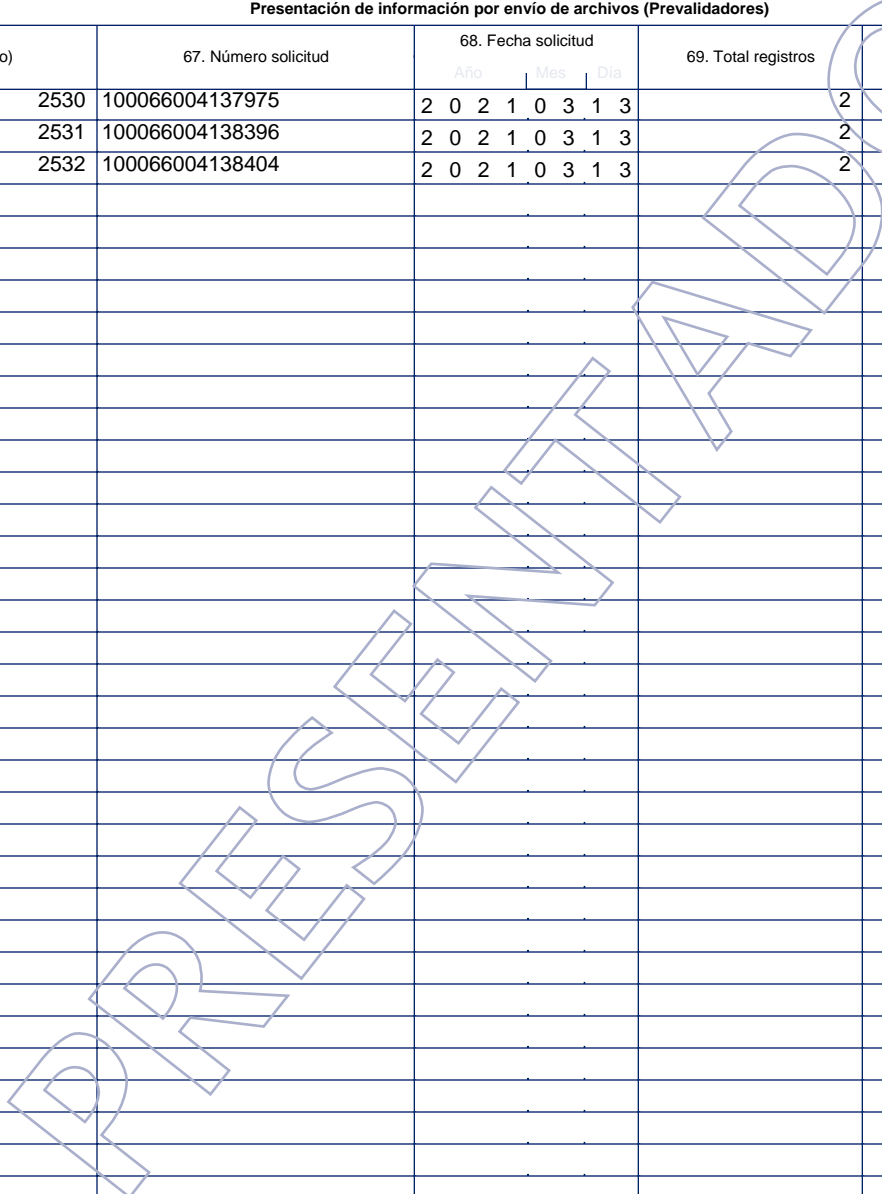 Presentación de información por envío de archivos (Prevalidadores)
o) 67. Número solicitud 68. Fecha solicitud 69. Total registros
Año Mes Día
2530 100066004137975 2 0 2 1 0 3 1 3 2
2531 100066004138396 2 0 2 1 0 3 1 3 2
2532 100066004138404 2 0 2 1 0 3 1 3 2
PRESENTADO